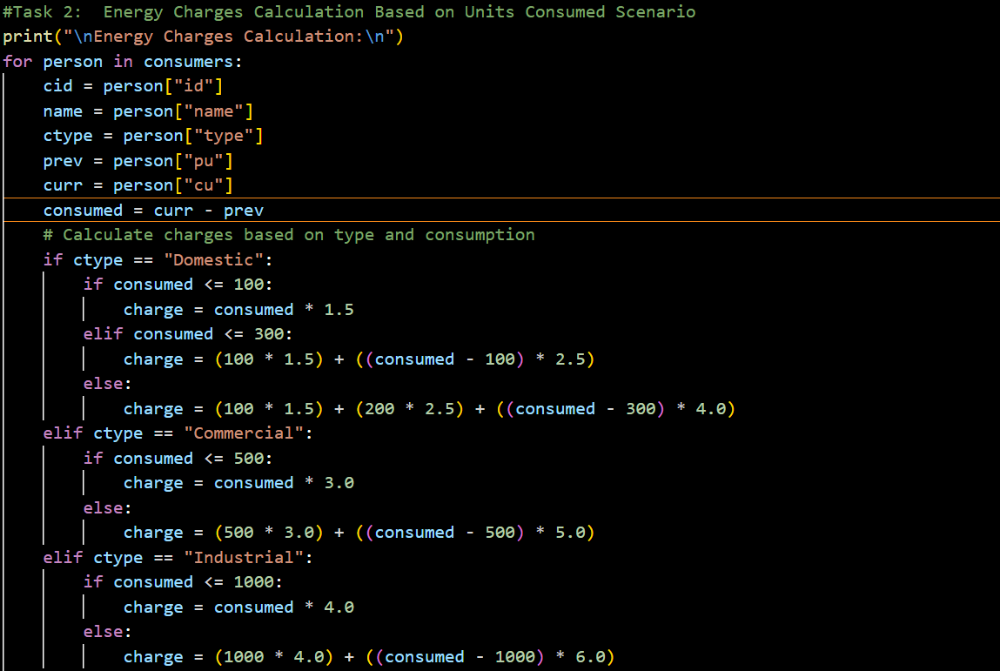 #Task 2:  Energy Charges Calculation Based on Units Consumed Scenario
print("\nEnergy Charges Calculation:\n")
for person in consumers:
    cid = person["id"]
    name = person["name"]
    ctype = person["type"]
    prev = person["pu"]
    curr = person["cu"]
    consumed = curr - prev
    # Calculate charges based on type and consumption
    if ctype == "Domestic":
        if consumed <= 100:
            charge = consumed * 1.5
        elif consumed <= 300:
            charge = (100 * 1.5) + ((consumed - 100) * 2.5)
        else:
            charge = (100 * 1.5) + (200 * 2.5) + ((consumed - 300) * 4.0)
    elif ctype == "Commercial":
        if consumed <= 500:
            charge = consumed * 3.0
        else:
            charge = (500 * 3.0) + ((consumed - 500) * 5.0)
    elif ctype == "Industrial":
        if consumed <= 1000:
            charge = consumed * 4.0
        else:
            charge = (1000 * 4.0) + ((consumed - 1000) * 6.0)